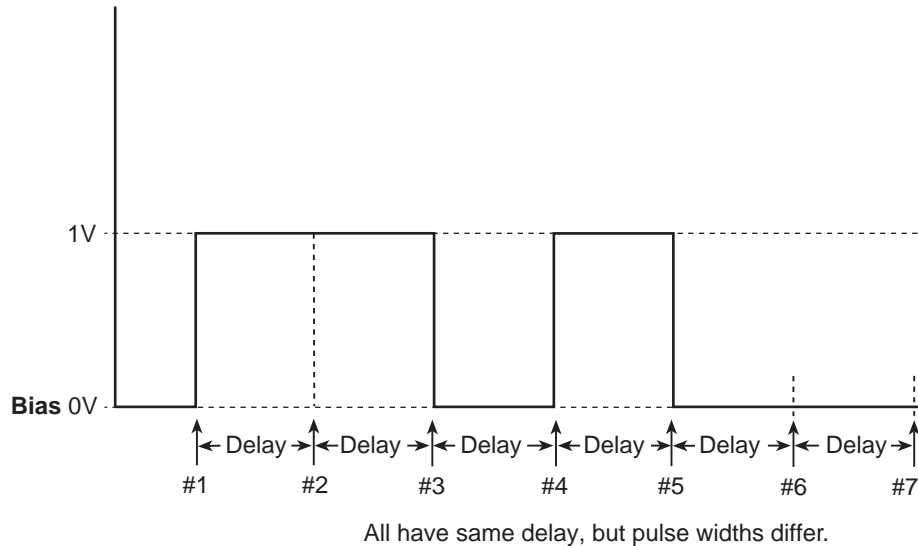 1V
Bias 0V
Delay Delay Delay Delay Delay Delay
#1 #2 #3 #4 #5 #6 #7
All have same delay, but pulse widths differ.